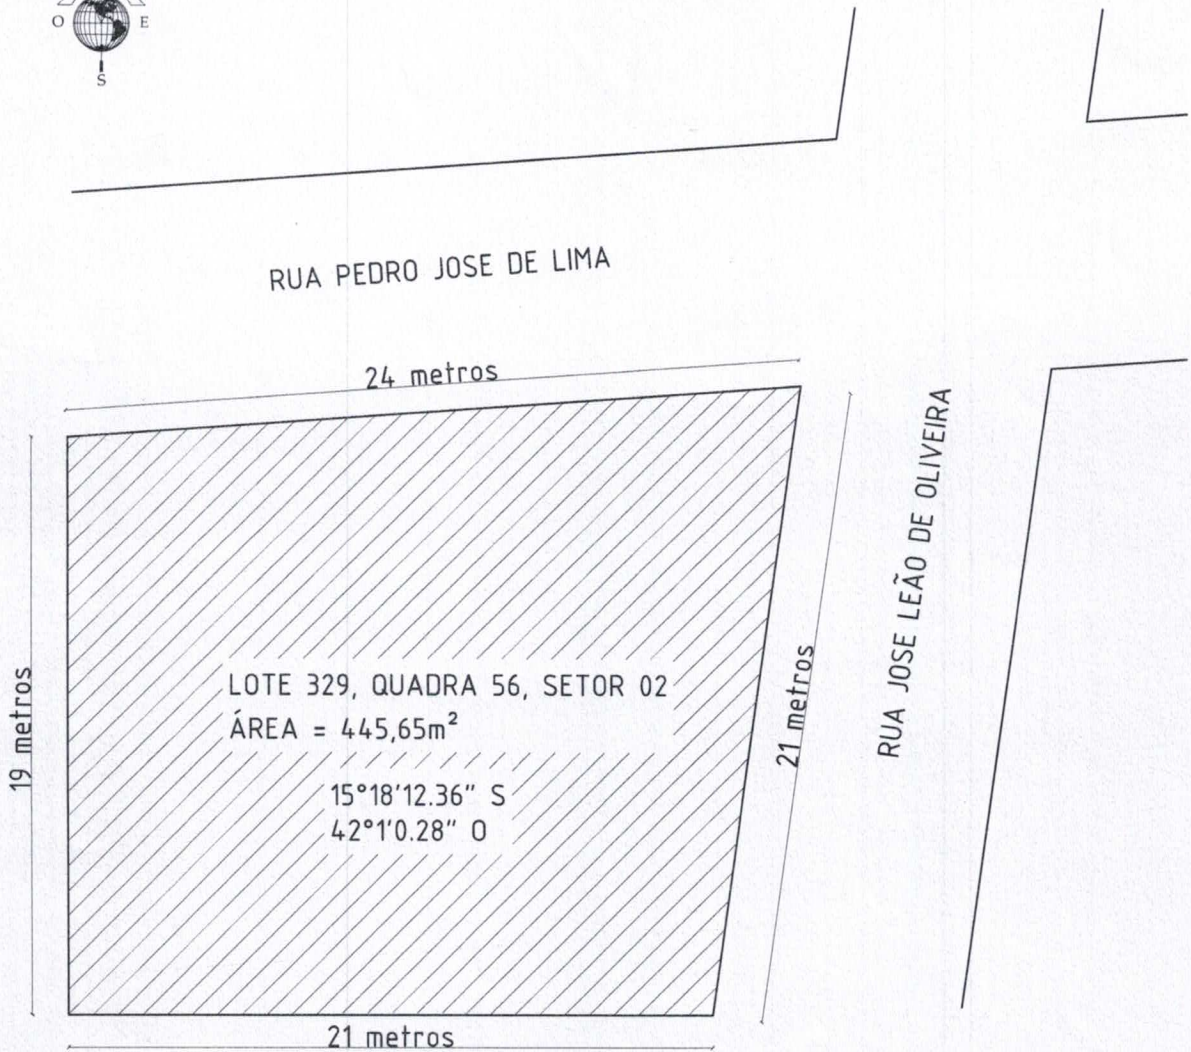 O E
S
RUA PEDRO JOSE DE LIMA
24 metros
RUA JOSE LEÃO DE OLIVEIRA
19 metros
LOTE 329, QUADRA 56, SETOR 02
ÁREA = 445,65m²
21 metros
15°18'12.36" S
42°1'0.28" O
21 metros